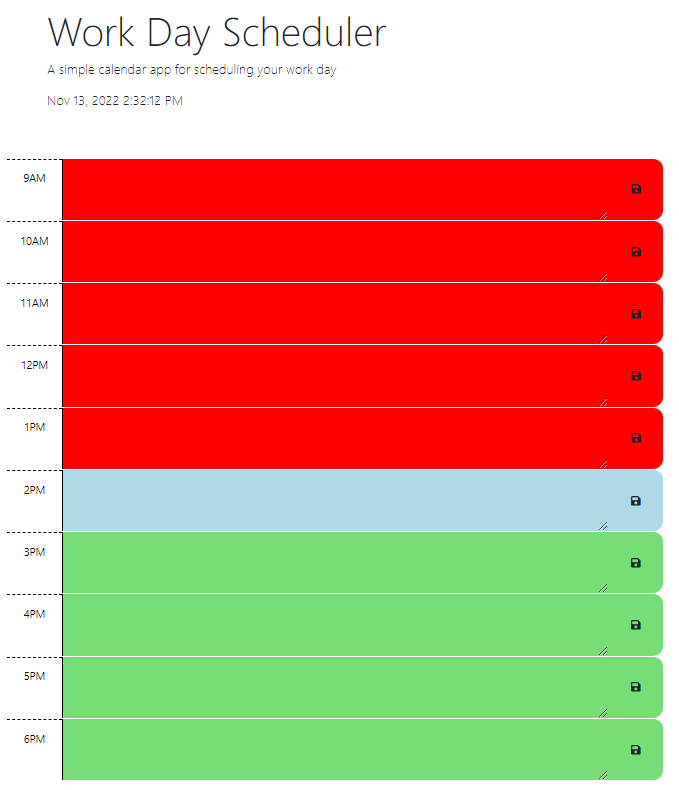 Work Day Scheduler
A simple calendar app for scheduling your work day
Nov 13, 2022 2:32:12 PM
9AM
10AM
11AM
12PM
1PM
2PM
3PM
4PM
5PM
6PM